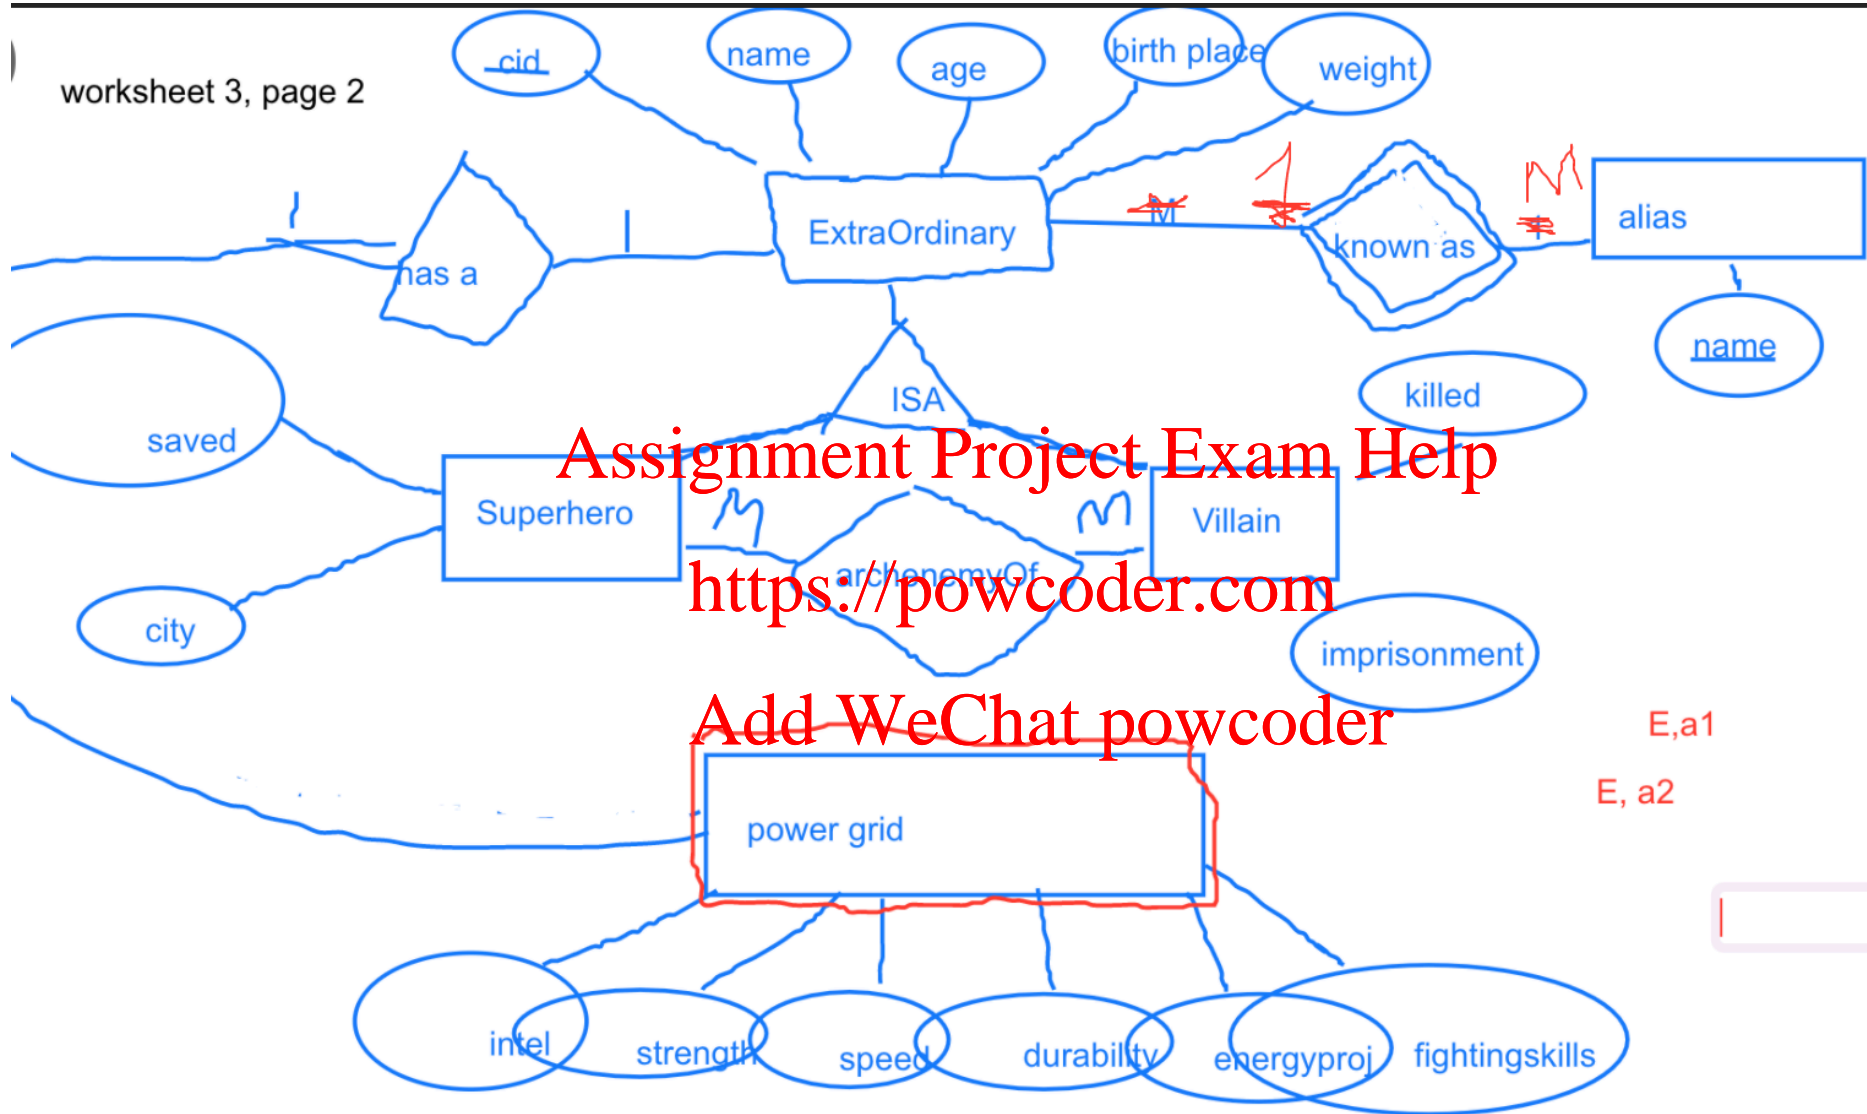 cid
name
age
birth place
weight
worksheet 3, page 2
1
M
M
alias
ExtraOrdinary
known as
has a
name
killed
ISA
saved
Assignment Project Exam Help
M
M
Superhero
Villain
archenemyOf
https://powcoder.com
city
imprisonment
Add WeChat powcoder
E,a1
E, a2
power grid
intel
strength
speed
durability
energyproj
fightingskills